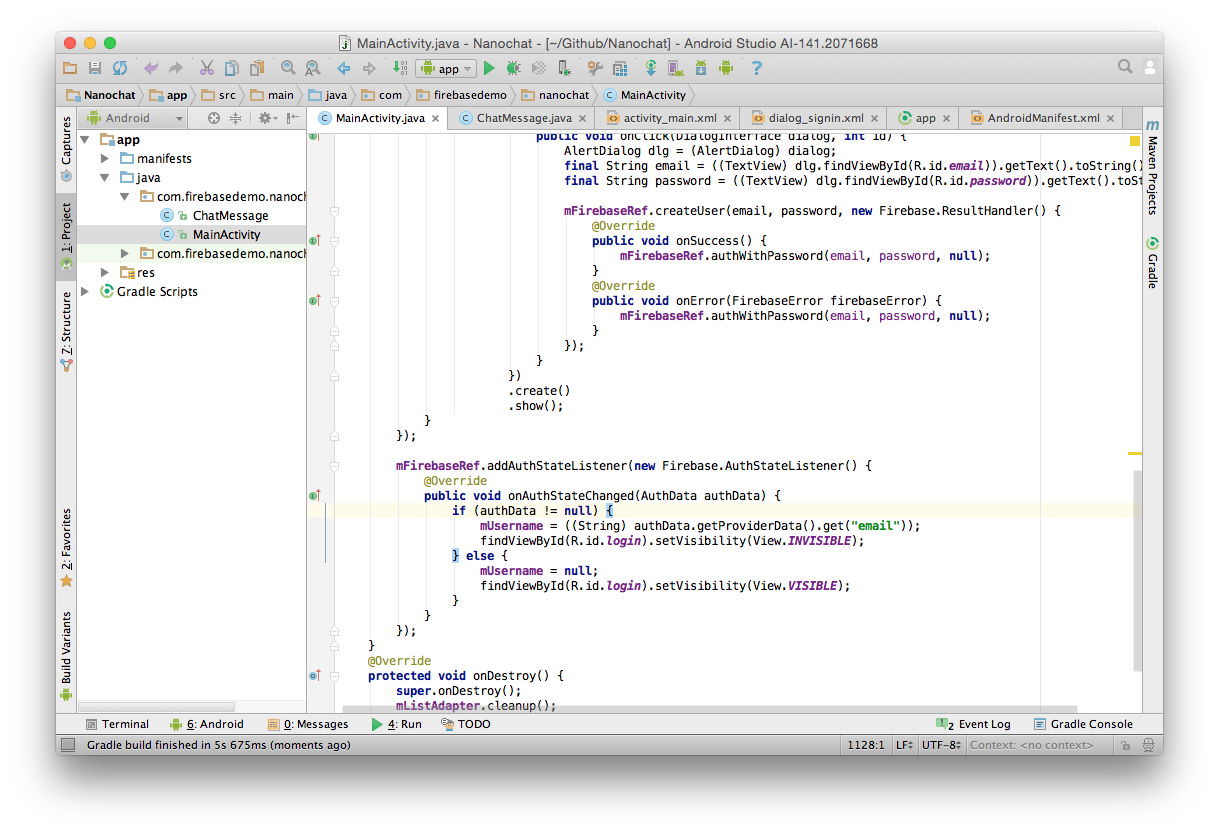 MainActivity.java - Nanochat - [~/Github/Nanochat] - Android Studio AI-141.2071668
app
?
Nanochat app src main java com firebasedemo nanochat MainActivity
Android
MainActivity.java × ChatMessage.java × activity_main.xml × dialog_signin.xml × app × AndroidManifest.xml ×
Captures
1: Project
Z: Structure
2: Favorites
Build Variants
app
manifests
java
com.firebasedemo.nanoch
ChatMessage
MainActivity
com.firebasedemo.nanoch
res
Gradle Scripts
public void onClick(DialogInterface dialog, int id) {
AlertDialog dlg = (AlertDialog) dialog;
final String email = ((TextView) dlg.findViewById(R.id.email)).getText().toString()
final String password = ((TextView) dlg.findViewById(R.id.password)).getText().toSt
mFirebaseRef.createUser(email, password, new Firebase.ResultHandler() {
@Override
public void onSuccess() {
mFirebaseRef.authWithPassword(email, password, null);
}
@Override
public void onError(FirebaseError firebaseError) {
mFirebaseRef.authWithPassword(email, password, null);
}
});
}
})
.create()
.show();
}
});
mFirebaseRef.addAuthStateListener(new Firebase.AuthStateListener() {
@Override
public void onAuthStateChanged(AuthData authData) {
if (authData != null) {
mUsername = ((String) authData.getProviderData().get("email"));
findViewById(R.id.login).setVisibility(View.INVISIBLE);
} else {
mUsername = null;
findViewById(R.id.login).setVisibility(View.VISIBLE);
}
}
});
}
@Override
protected void onDestroy() {
super.onDestroy();
mListAdapter.cleanup();
m
Maven Projects
Gradle
Terminal 6: Android 0: Messages 4: Run TODO 2 Event Log Gradle Console
Gradle build finished in 5s 675ms (moments ago) 1128:1 LF UTF-8 Context: <no context>